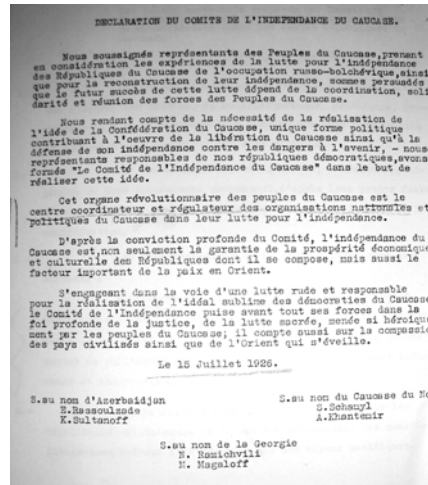 DECLARATION DU COMITE DE L'INDEPENDANCE DU CAUCASE.
Nous soussignés représentants des Peuples du Caucase,prenant
en considération les expériences de la lutte pour l'indépendance
des Républiques du Caucase de l'occupation russo-bolchévique,ainsi
que pour la reconstruction de leur indépendance, sommes persuadés
que le futur succès de cette lutte dépend de la coordination, soli
darité et réunion des forces des Peuples du Caucase.
Nous rendant compte de la nécessité de la réalisation de
l'idée de la Confédération du Caucase, unique forme politique
contribuant à l'oeuvre de la libération du Caucase ainsi qu'à la
défense de son indépendance contre les dangers à l'avenir, - nous
représentants responsables de nos républiques démocratiques,avons
formés "Le Comité de l'Indépendance du Caucase" dans le but de
réaliser cette idée.
Cet organe révolutionnaire des peuples du Caucase est le
centre coordinateur et régulateur des organisations nationales et
politiques du Caucase dans leur lutte pour l'indépendance.
D'après la conviction profonde du Comité, l'indépendance du
Caucase est,non seulement la garantie de la prospérité économique
et culturelle des Républiques dont il se compose, mais aussi le
facteur important de la paix en Orient.
S'engageant dans la voie d'une lutte rude et responsable
pour la réalisation de l'idéal sublime des démocraties du Caucase
le Comité de l'Indépendance puise avant tout ses forces dans la
foi profonde de la justice, de la lutte sacrée, menée si héroique
ment par les peuples du Caucase; il compte aussi sur la compassio
des pays civilisés ainsi que de l'Orient qui s'éveille.
Le 15 Juillet 1926.
S.au nom d'Azerbaidjan
E.Rassoulzade
K.Sultanoff
S.au nom du Caucase du No
S.Schamyl
A.Khantemir
S.au nom de la Georgie
N. Ramichvili
M. Magaloff